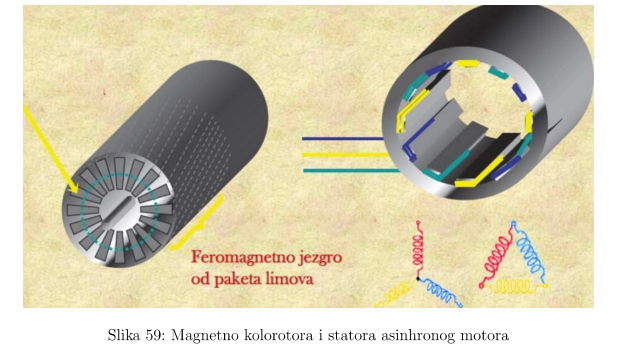 Feromagnetno jezgro
od paketa limova
Slika 59: Magnetno kolorotora i statora asinhronog motora